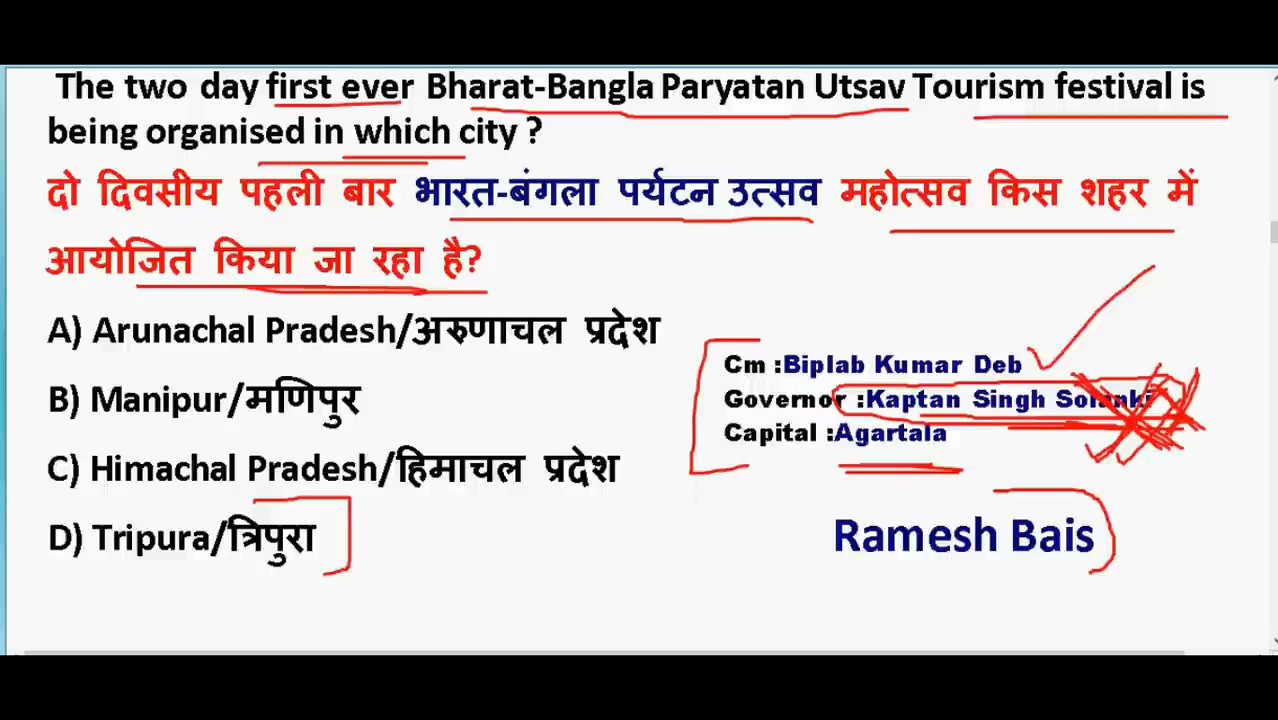 The two day first ever Bharat-Bangla Paryatan Utsav Tourism festival is
being organised in which city ?
दो दिवसीय पहली बार भारत-बंगला पर्यटन उत्सव महोत्सव किस शहर में
आयोजित किया जा रहा है?
A) Arunachal Pradesh/अरुणाचल प्रदेश
B) Manipur/मणिपुर
C) Himachal Pradesh/हिमाचल प्रदेश
D) Tripura/त्रिपुरा
Cm :Biplab Kumar Deb
Governor :Kaptan Singh Solanki
Capital :Agartala
Ramesh Bais